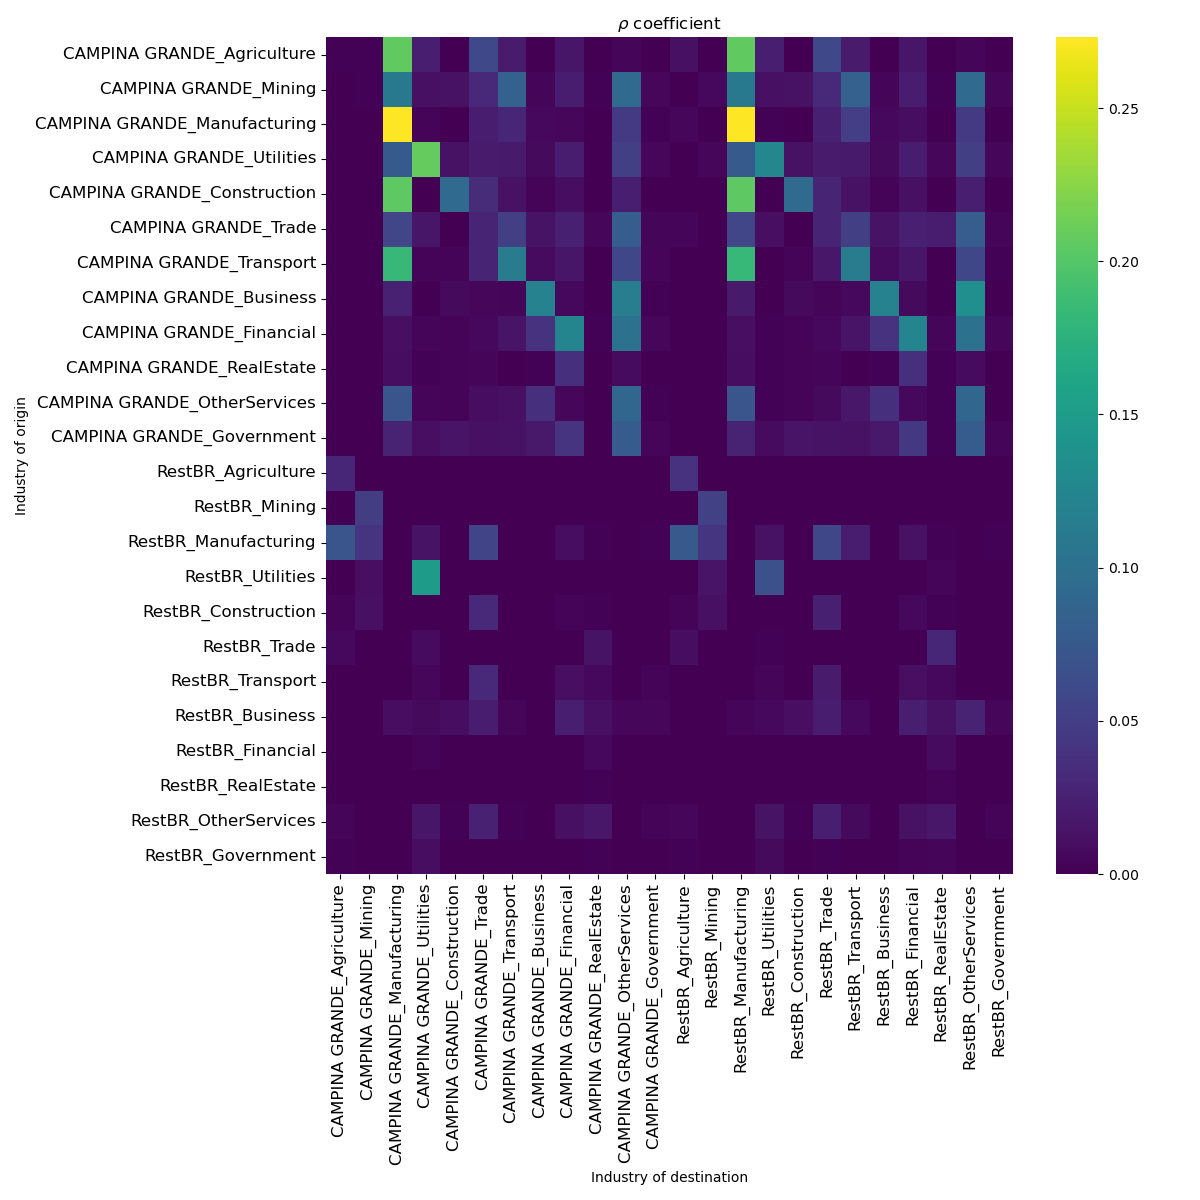 ρ coefficient
CAMPINA GRANDE_Agriculture
CAMPINA GRANDE_Mining
CAMPINA GRANDE_Manufacturing
CAMPINA GRANDE_Utilities
CAMPINA GRANDE_Construction
CAMPINA GRANDE_Trade
CAMPINA GRANDE_Transport
CAMPINA GRANDE_Business
CAMPINA GRANDE_Financial
CAMPINA GRANDE_RealEstate
CAMPINA GRANDE_OtherServices
CAMPINA GRANDE_Government
RestBR_Agriculture
RestBR_Mining
RestBR_Manufacturing
RestBR_Utilities
RestBR_Construction
RestBR_Trade
RestBR_Transport
RestBR_Business
RestBR_Financial
RestBR_RealEstate
RestBR_OtherServices
RestBR_Government
Industry of origin
CAMPINA GRANDE_Agriculture
CAMPINA GRANDE_Mining
CAMPINA GRANDE_Manufacturing
CAMPINA GRANDE_Utilities
CAMPINA GRANDE_Construction
CAMPINA GRANDE_Trade
CAMPINA GRANDE_Transport
CAMPINA GRANDE_Business
CAMPINA GRANDE_Financial
CAMPINA GRANDE_RealEstate
CAMPINA GRANDE_OtherServices
CAMPINA GRANDE_Government
RestBR_Agriculture
RestBR_Mining
RestBR_Manufacturing
RestBR_Utilities
RestBR_Construction
RestBR_Trade
RestBR_Transport
RestBR_Business
RestBR_Financial
RestBR_RealEstate
RestBR_OtherServices
RestBR_Government
Industry of destination
0.25
0.20
0.15
0.10
0.05
0.00